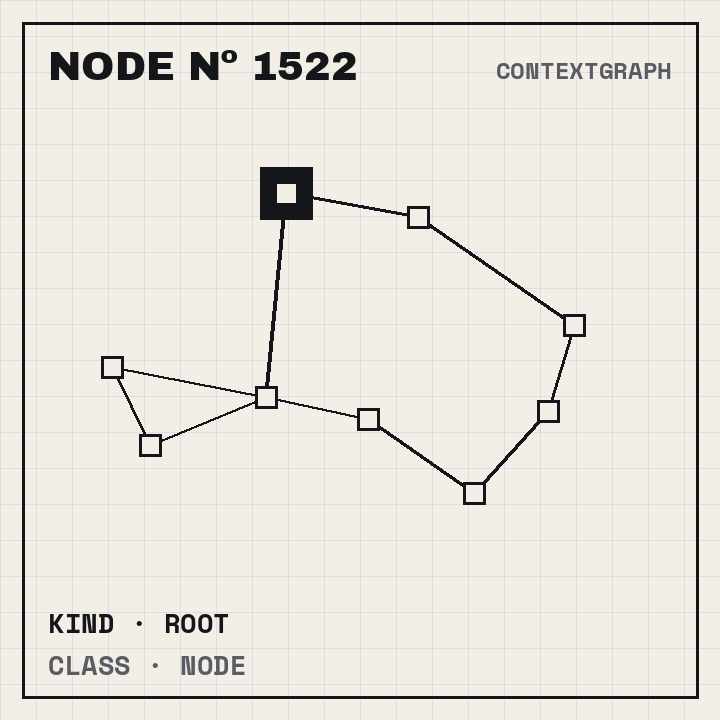 NODE Nº 1522
CONTEXTGRAPH
KIND · ROOT
CLASS · NODE